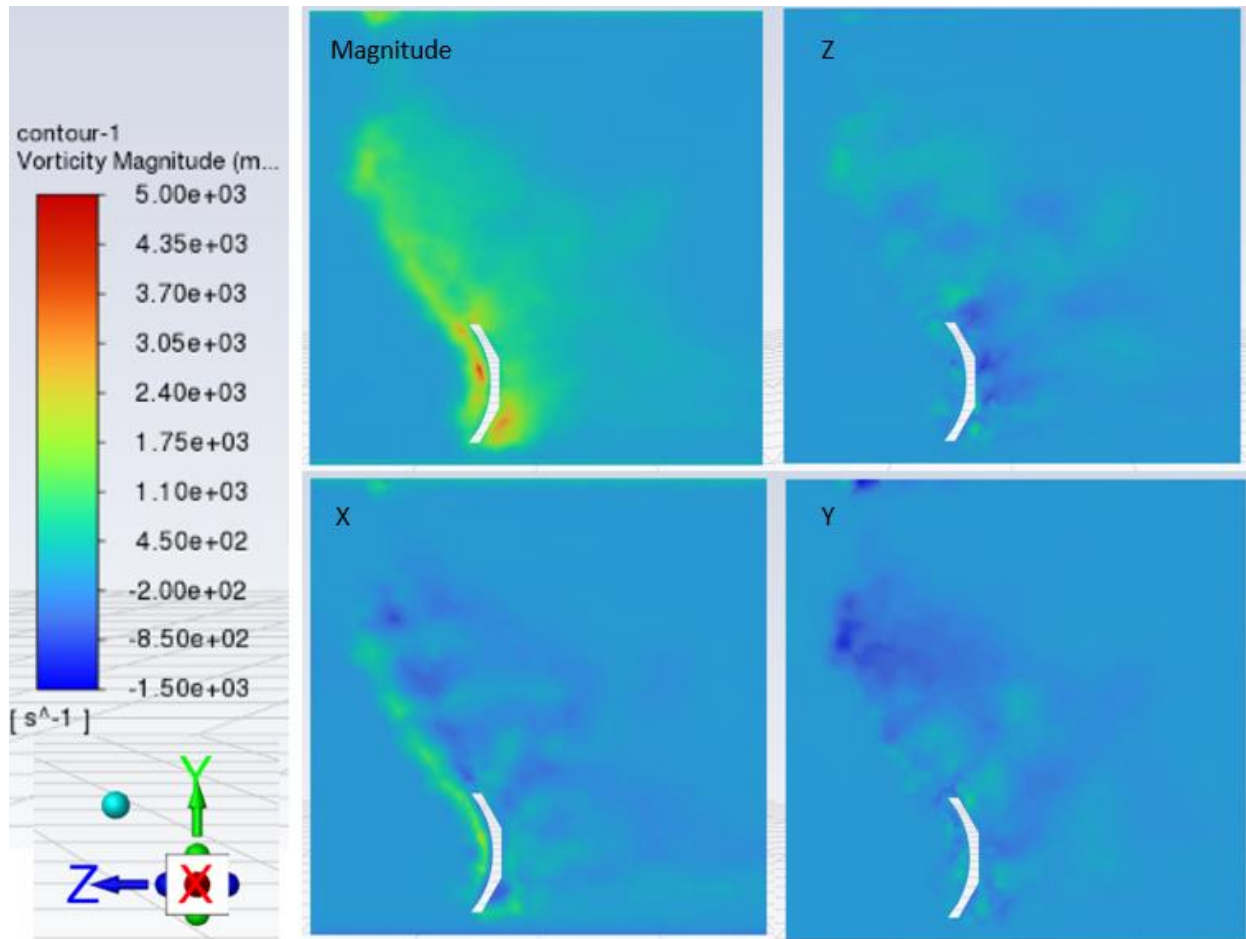 contour-1
Vorticity Magnitude (m...
5.00e+03
4.35e+03
3.70e+03
3.05e+03
2.40e+03
1.75e+03
1.10e+03
4.50e+02
-2.00e+02
-8.50e+02
-1.50e+03
[ s^-1 ]
Y
Z X
Magnitude
Z
X
Y